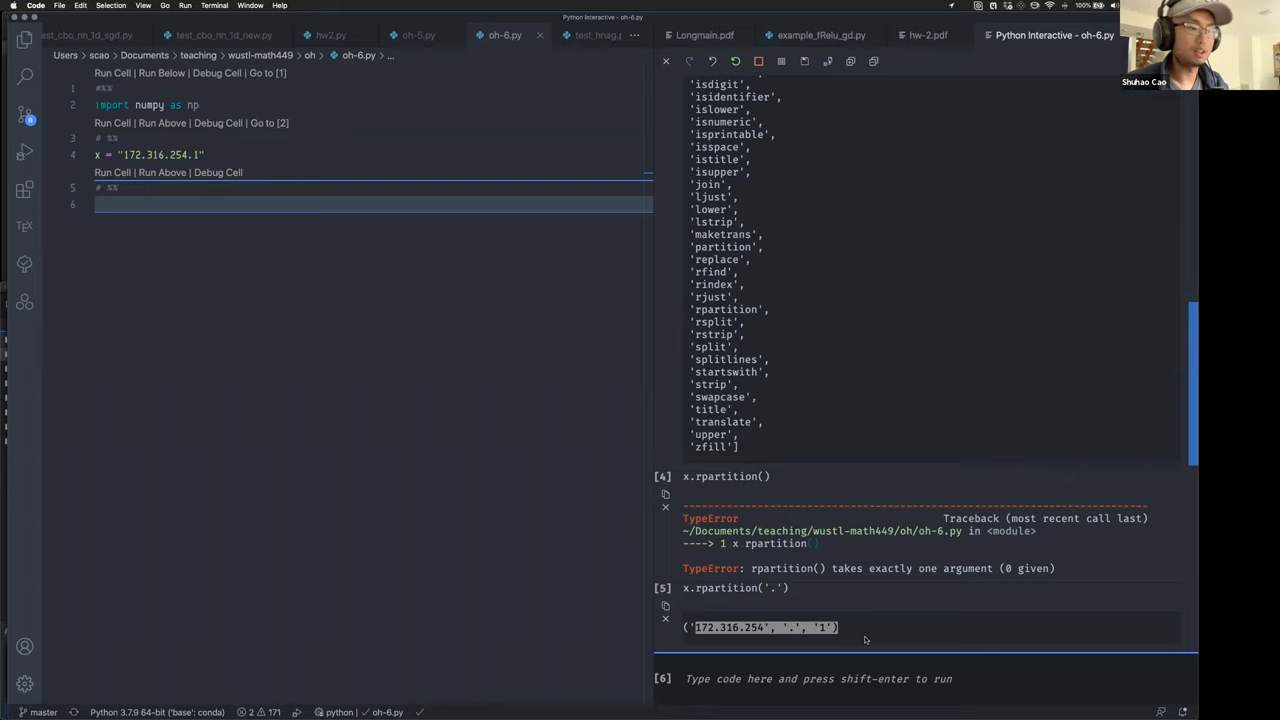 Code File Edit Selection View Go Run Terminal Window Help
100%
Python Interactive - oh-6.py
test_cbo_nn_1d_sgd.py test_cbo_nn_1d_new.py hw2.py oh-5.py oh-6.py test_hnag.p ...
Longmain.pdf example_fRelu_gd.py hw-2.pdf Python Interactive - oh-6.py
Users > scao > Documents > teaching > wustl-math449 > oh > oh-6.py > ...
Run Cell | Run Below | Debug Cell | Go to [1]
1 #%%
2 import numpy as np
Run Cell | Run Above | Debug Cell | Go to [2]
3 # %%
4 x = "172.316.254.1"
Run Cell | Run Above | Debug Cell
5 # %%
6
TEX
'isdigit',
'isidentifier',
'islower',
'isnumeric',
'isprintable',
'isspace',
'istitle',
'isupper',
'join',
'ljust',
'lower',
'lstrip',
'maketrans',
'partition',
'replace',
'rfind',
'rindex',
'rjust',
'rpartition',
'rsplit',
'rstrip',
'split',
'splitlines',
'startswith',
'strip',
'swapcase',
'title',
'translate',
'upper',
'zfill']
[4] x.rpartition()
TypeError Traceback (most recent call last)
~/Documents/teaching/wustl-math449/oh/oh-6.py in <module>
----> 1 x rpartition()
TypeError: rpartition() takes exactly one argument (0 given)
[5] x.rpartition('.')
('172.316.254', '.', '1')
[6] Type code here and press shift-enter to run
Shuhao Cao
master Python 3.7.9 64-bit ('base': conda) 2 171 python | oh-6.py